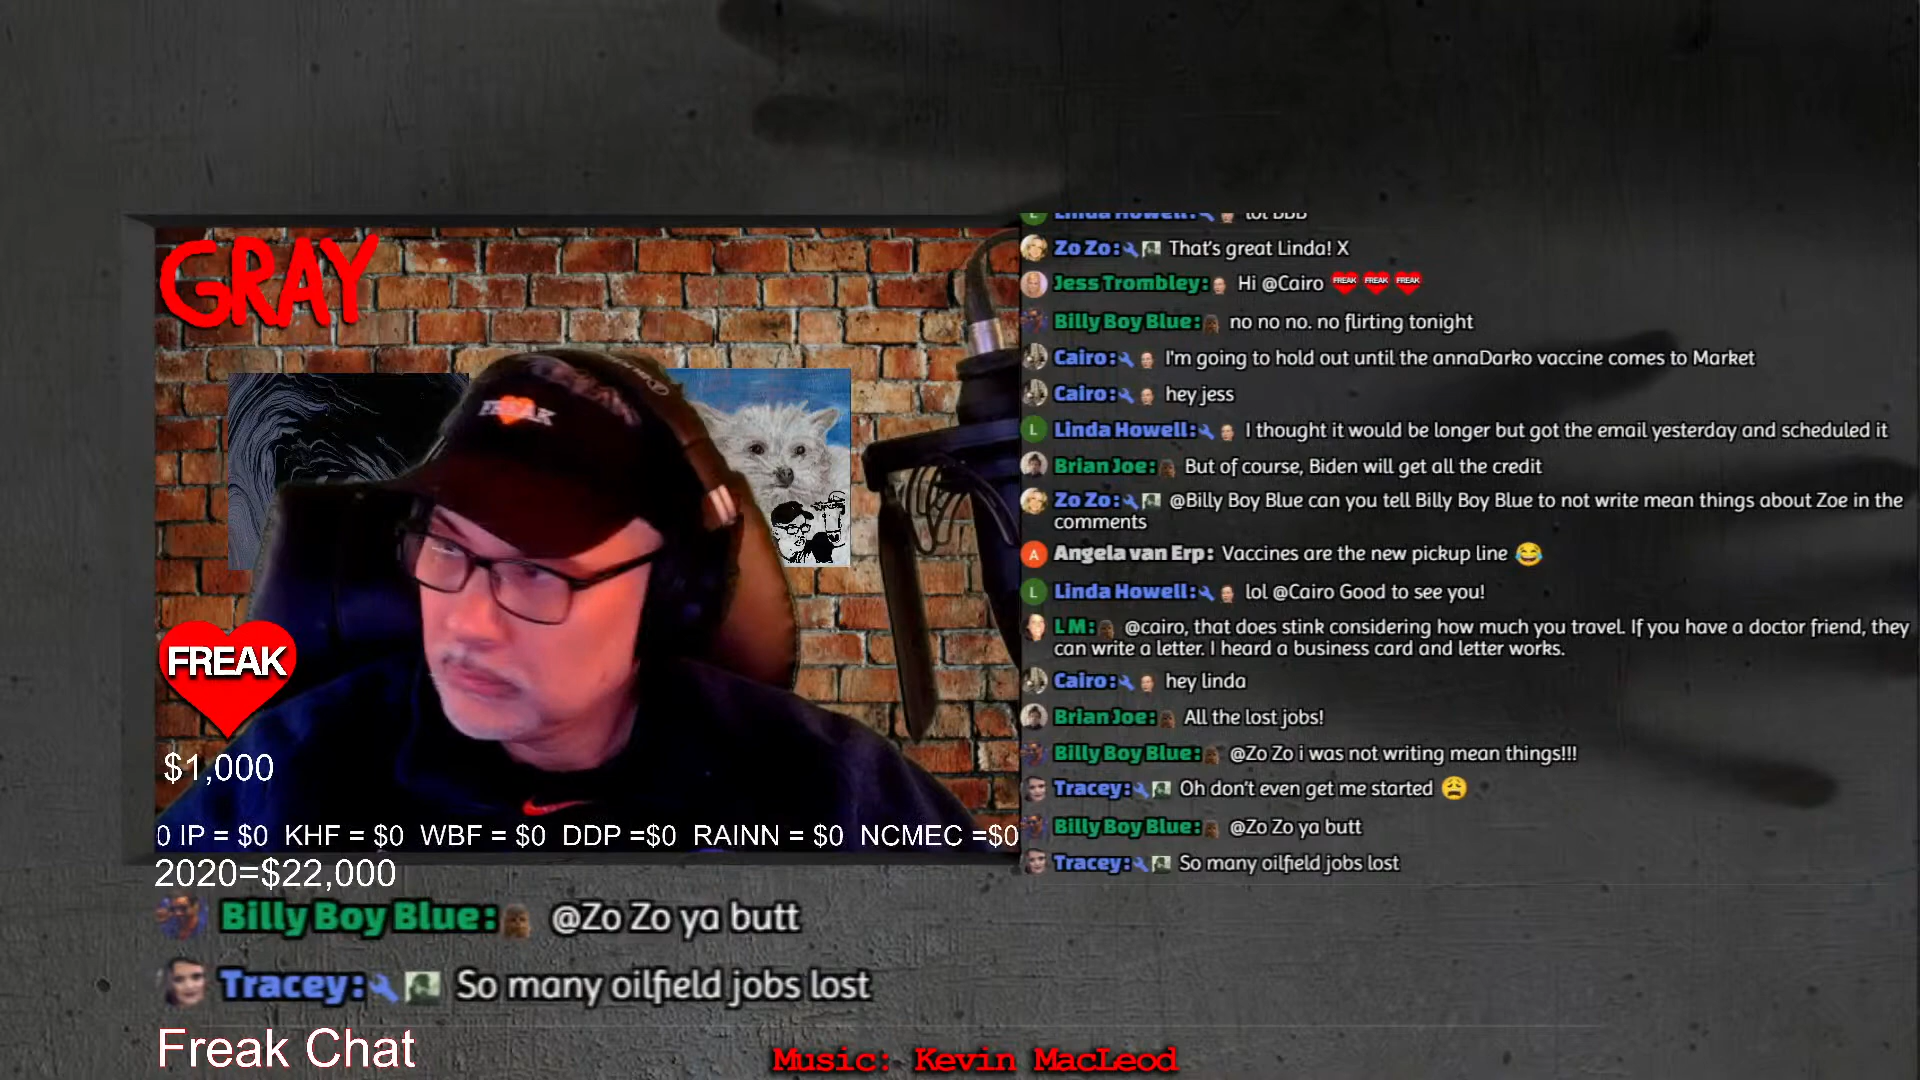 GRAY
FREAK
FREAK
$1,000
0 IP = $0 KHF = $0 WBF = $0 DDP =$0 RAINN = $0 NCMEC =$0
2020=$22,000
Billy Boy Blue: @Zo Zo ya butt
Tracey: So many oilfield jobs lost
Freak Chat
Music: Kevin MacLeod
Linda Howell: lol DDD
Zo Zo: That's great Linda! X
Jess Trombley: Hi @Cairo FREAK FREAK FREAK
Billy Boy Blue: no no no. no flirting tonight
Cairo: I'm going to hold out until the annaDarko vaccine comes to Market
Cairo: hey jess
L Linda Howell: I thought it would be longer but got the email yesterday and scheduled it
Brian Joe: But of course, Biden will get all the credit
Zo Zo: @Billy Boy Blue can you tell Billy Boy Blue to not write mean things about Zoe in the
comments
A Angela van Erp: Vaccines are the new pickup line 😂
L Linda Howell: lol @Cairo Good to see you!
L M: @cairo, that does stink considering how much you travel. If you have a doctor friend, they
can write a letter. I heard a business card and letter works.
Cairo: hey linda
Brian Joe: All the lost jobs!
Billy Boy Blue: @Zo Zo i was not writing mean things!!!
Tracey: Oh don't even get me started 😩
Billy Boy Blue: @Zo Zo ya butt
Tracey: So many oilfield jobs lost